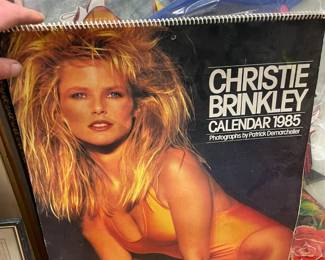 CHRISTIE
BRINKLEY
CALENDAR 1985
Photographs by Patrick Demarchelier